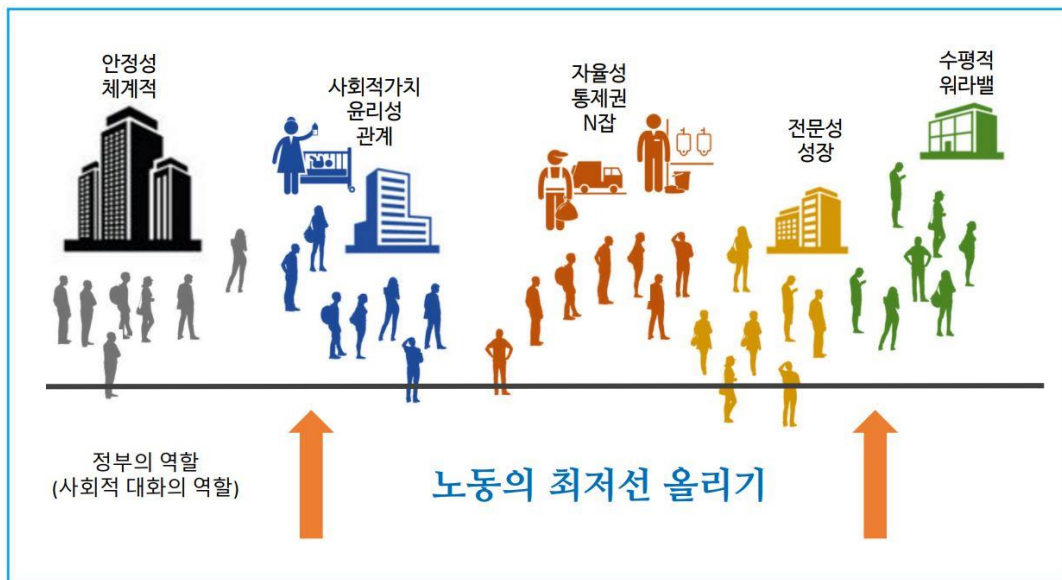 안정성
체계적
사회적가치
윤리성
관계
자율성
통제권
N잡
전문성
성장
수평적
워라밸
정부의 역할
(사회적 대화의 역할)
노동의 최저선 올리기